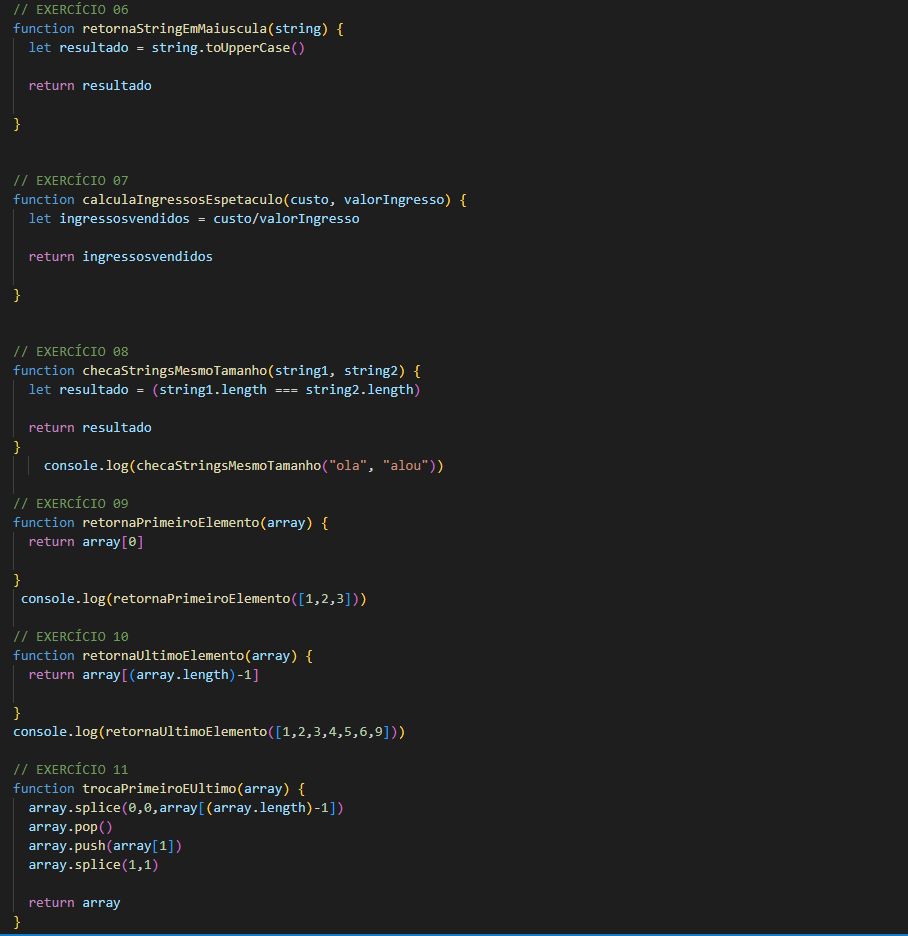 // EXERCÍCIO 06
function retornaStringEmMaiuscula(string) {
  let resultado = string.toUpperCase()
  return resultado
}
// EXERCÍCIO 07
function calculaIngressosEspetaculo(custo, valorIngresso) {
  let ingressosvendidos = custo/valorIngresso
  return ingressosvendidos
}
// EXERCÍCIO 08
function checaStringsMesmoTamanho(string1, string2) {
  let resultado = (string1.length === string2.length)
  return resultado
}
    console.log(checaStringsMesmoTamanho("ola", "alou"))
// EXERCÍCIO 09
function retornaPrimeiroElemento(array) {
  return array[0]
}
 console.log(retornaPrimeiroElemento([1,2,3]))
// EXERCÍCIO 10
function retornaUltimoElemento(array) {
  return array[(array.length)-1]
}
console.log(retornaUltimoElemento([1,2,3,4,5,6,9]))
// EXERCÍCIO 11
function trocaPrimeiroEUltimo(array) {
  array.splice(0,0,array[(array.length)-1])
  array.pop()
  array.push(array[1])
  array.splice(1,1)
  return array
}